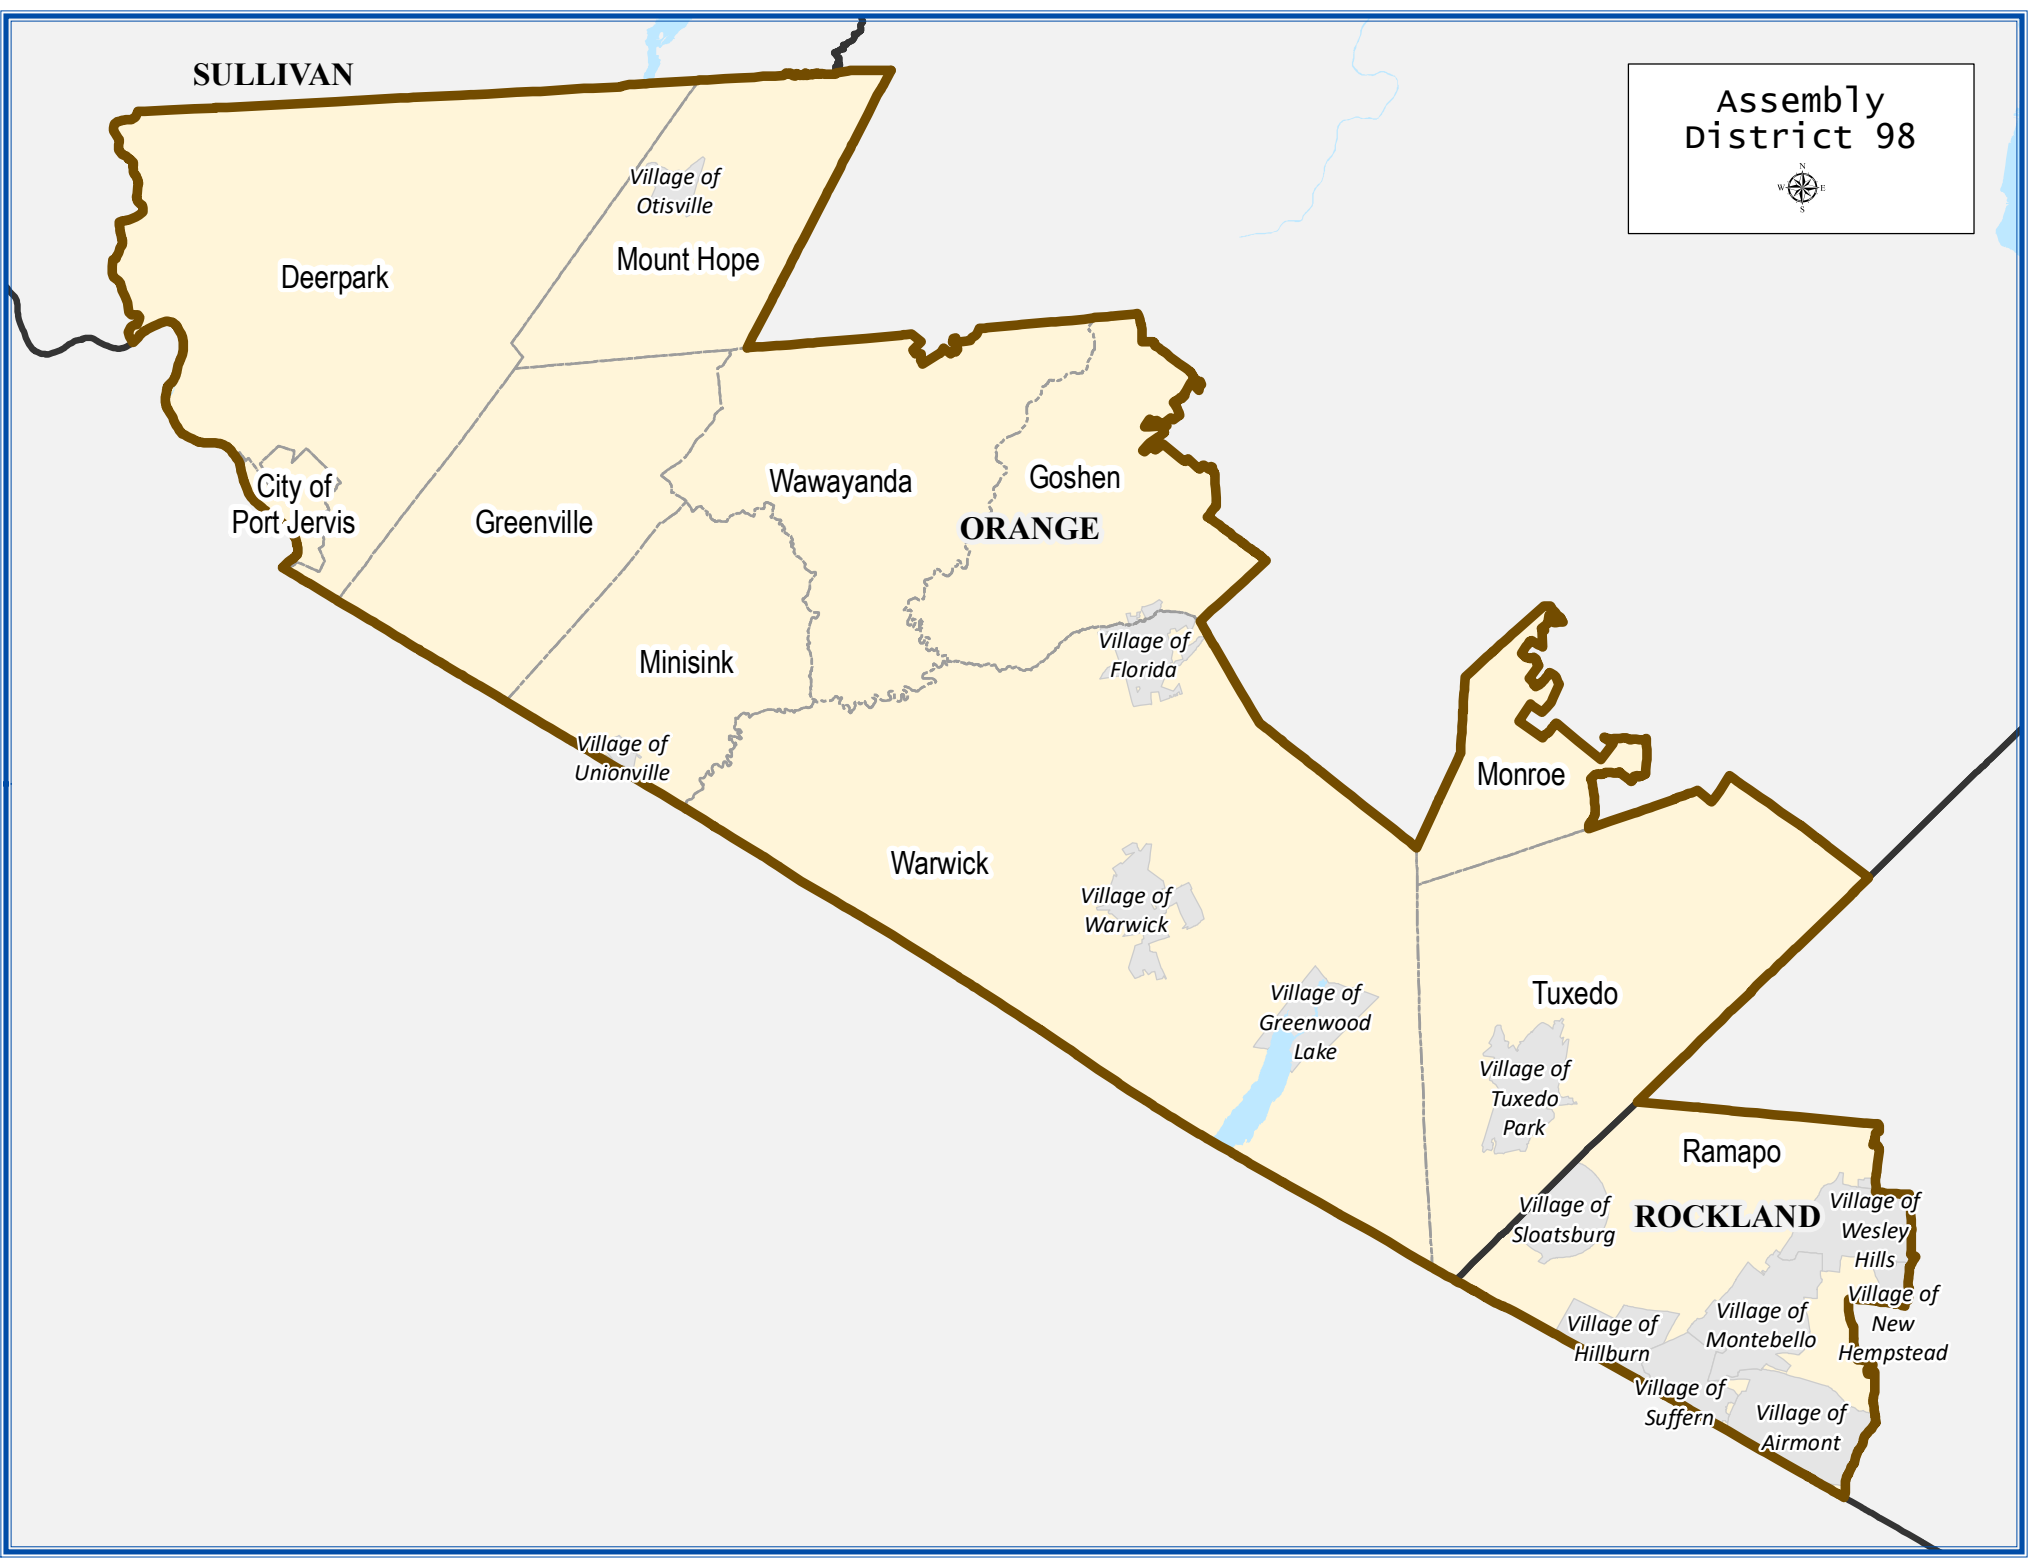 SULLIVAN
Assembly
District 98
N
W
E
S
Village of
Otisville
Mount Hope
Deerpark
City of
Port Jervis
Greenville
Wawayanda
Goshen
ORANGE
Minisink
Village of
Florida
Village of
Unionville
Monroe
Warwick
Village of
Warwick
Village of
Greenwood
Lake
Tuxedo
Village of
Tuxedo
Park
Ramapo
Village of
Sloatsburg
ROCKLAND
Village of
Wesley
Hills
Village of
New
Hempstead
Village of
Montebello
Village of
Hillburn
Village of
Suffern
Village of
Airmont